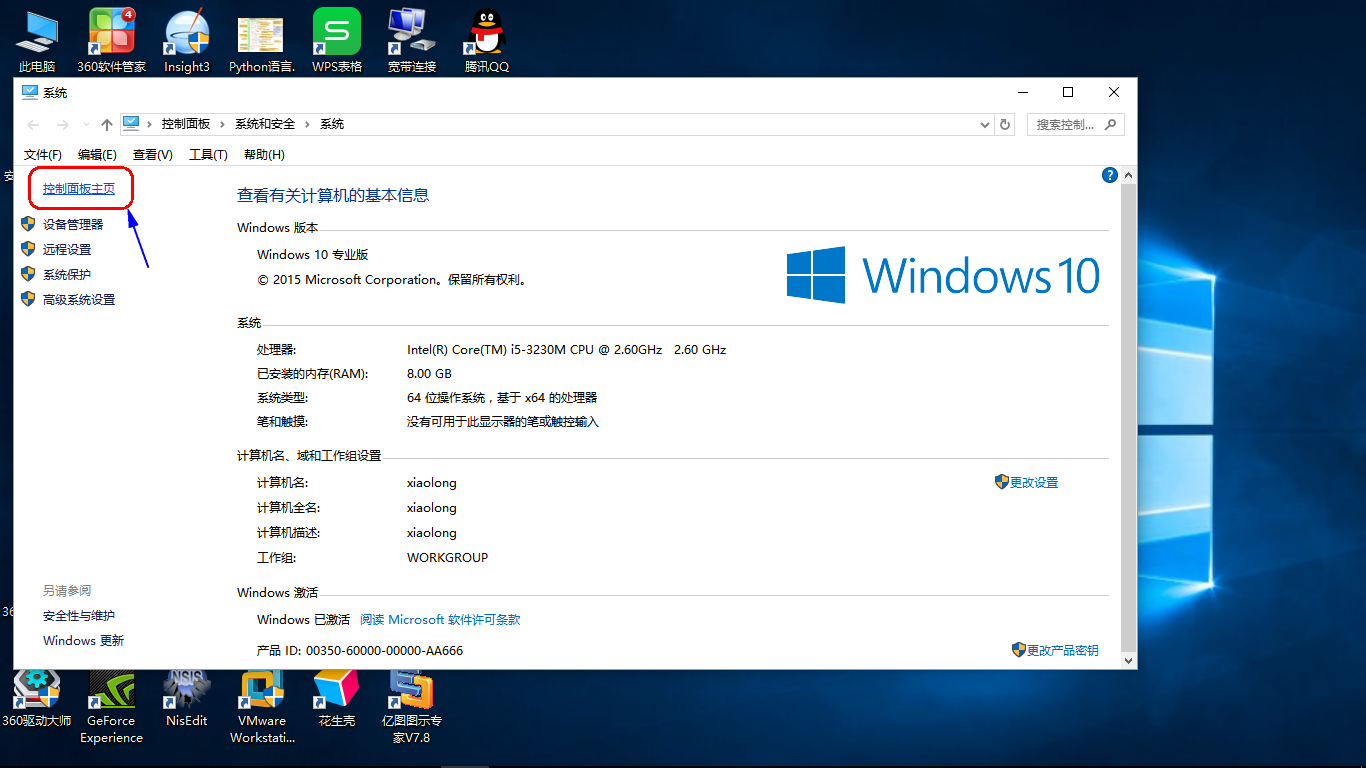 此电脑
360软件管家
4
Insight3
Python语言.
WPS表格
宽带连接
腾讯QQ
系统
控制面板 › 系统和安全 › 系统
搜索控制...
文件(F) 编辑(E) 查看(V) 工具(T) 帮助(H)
控制面板主页
设备管理器
远程设置
系统保护
高级系统设置
另请参阅
安全性与维护
Windows 更新
查看有关计算机的基本信息
Windows 版本
Windows 10 专业版
© 2015 Microsoft Corporation。保留所有权利。
Windows 10
系统
处理器: Intel(R) Core(TM) i5-3230M CPU @ 2.60GHz 2.60 GHz
已安装的内存(RAM): 8.00 GB
系统类型: 64 位操作系统，基于 x64 的处理器
笔和触摸: 没有可用于此显示器的笔或触控输入
计算机名、域和工作组设置
计算机名: xiaolong
更改设置
计算机全名: xiaolong
计算机描述: xiaolong
工作组: WORKGROUP
Windows 激活
Windows 已激活 阅读 Microsoft 软件许可条款
产品 ID: 00350-60000-00000-AA666
更改产品密钥
36
360驱动大师
GeForce
Experience
NSIS
NisEdit
VMware
Workstati...
花生壳
亿图图示专
家V7.8